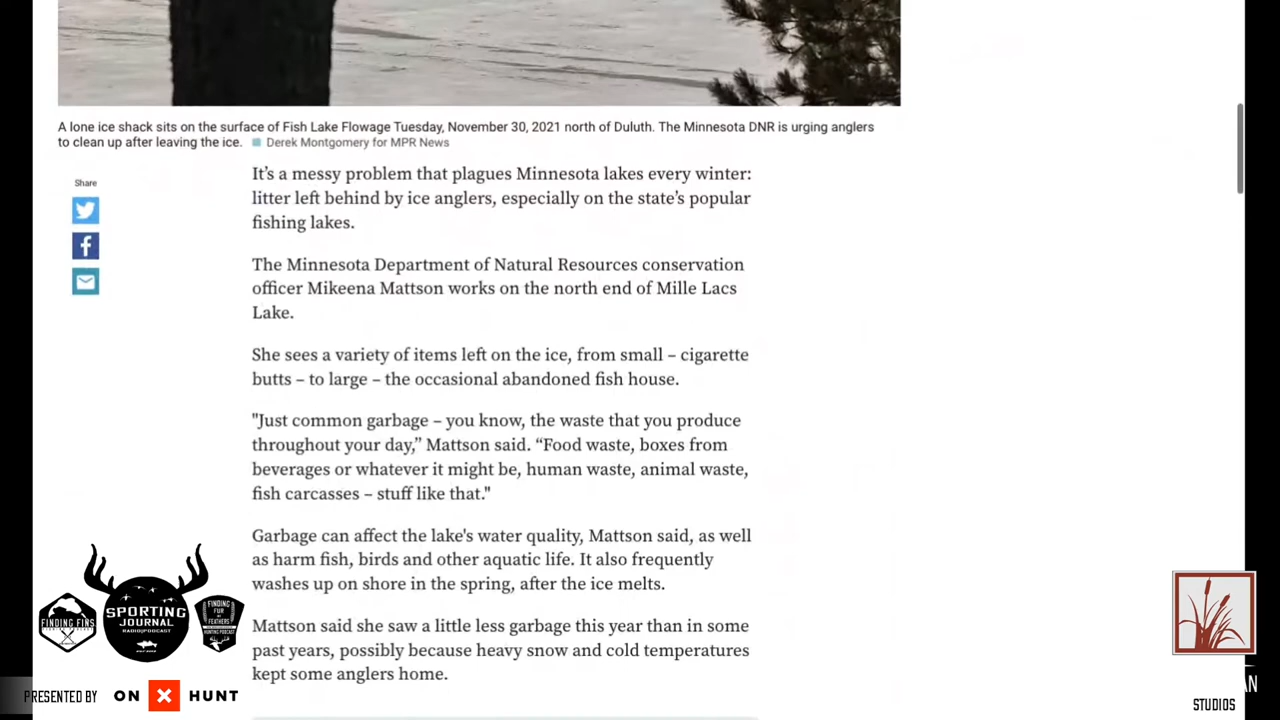 A lone ice shack sits on the surface of Fish Lake Flowage Tuesday, November 30, 2021 north of Duluth. The Minnesota DNR is urging anglers
to clean up after leaving the ice. Derek Montgomery for MPR News
Share
It’s a messy problem that plagues Minnesota lakes every winter:
litter left behind by ice anglers, especially on the state’s popular
fishing lakes.
The Minnesota Department of Natural Resources conservation
officer Mikeena Mattson works on the north end of Mille Lacs
Lake.
She sees a variety of items left on the ice, from small – cigarette
butts – to large – the occasional abandoned fish house.
"Just common garbage – you know, the waste that you produce
throughout your day,” Mattson said. “Food waste, boxes from
beverages or whatever it might be, human waste, animal waste,
fish carcasses – stuff like that."
Garbage can affect the lake's water quality, Mattson said, as well
as harm fish, birds and other aquatic life. It also frequently
washes up on shore in the spring, after the ice melts.
Mattson said she saw a little less garbage this year than in some
past years, possibly because heavy snow and cold temperatures
kept some anglers home.
FINDING FINS
SPORTING
JOURNAL
RADIO|PODCAST
FINDING
FUR
FEATHERS
HUNTING PODCAST
PRESENTED BY ON X HUNT
AN
STUDIOS